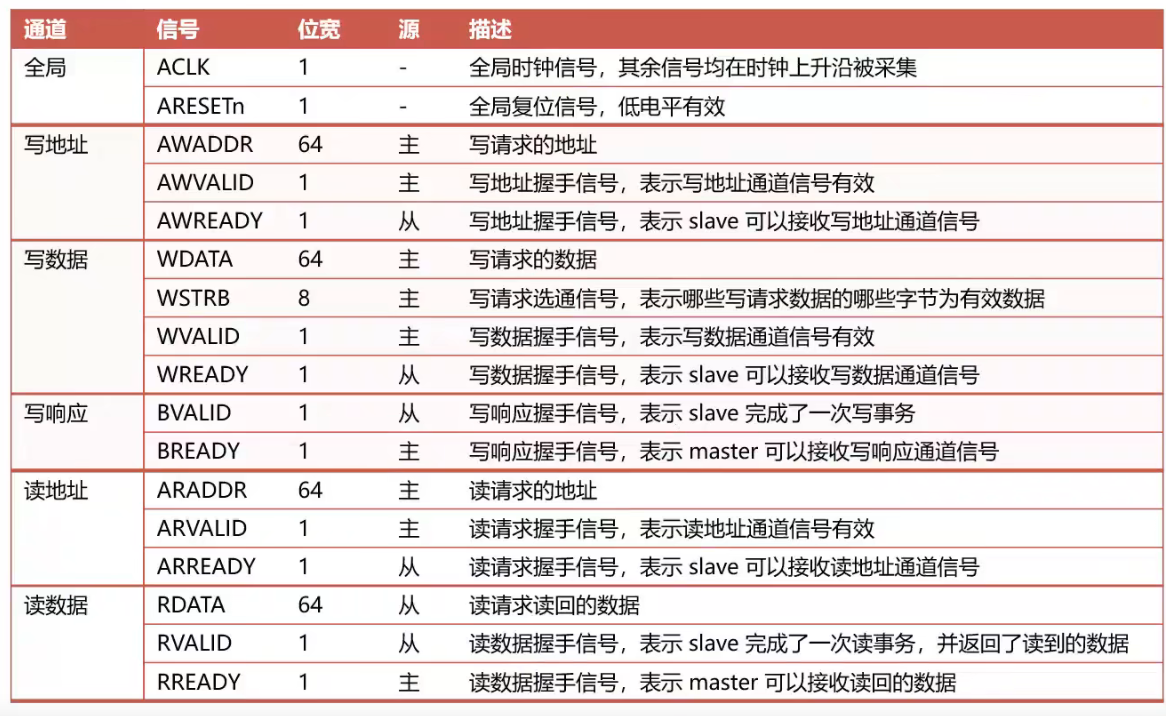 通道 信号 位宽 源 描述
全局 ACLK 1 - 全局时钟信号，其余信号均在时钟上升沿被采集
ARESETn 1 - 全局复位信号，低电平有效
写地址 AWADDR 64 主 写请求的地址
AWVALID 1 主 写地址握手信号，表示写地址通道信号有效
AWREADY 1 从 写地址握手信号，表示 slave 可以接收写地址通道信号
写数据 WDATA 64 主 写请求的数据
WSTRB 8 主 写请求选通信号，表示哪些写请求数据的哪些字节为有效数据
WVALID 1 主 写数据握手信号，表示写数据通道信号有效
WREADY 1 从 写数据握手信号，表示 slave 可以接收写数据通道信号
写响应 BVALID 1 从 写响应握手信号，表示 slave 完成了一次写事务
BREADY 1 主 写响应握手信号，表示 master 可以接收写响应通道信号
读地址 ARADDR 64 主 读请求的地址
ARVALID 1 主 读请求握手信号，表示读地址通道信号有效
ARREADY 1 从 读请求握手信号，表示 slave 可以接收读地址通道信号
读数据 RDATA 64 从 读请求读回的数据
RVALID 1 从 读数据握手信号，表示 slave 完成了一次读事务，并返回了读到的数据
RREADY 1 主 读数据握手信号，表示 master 可以接收读回的数据